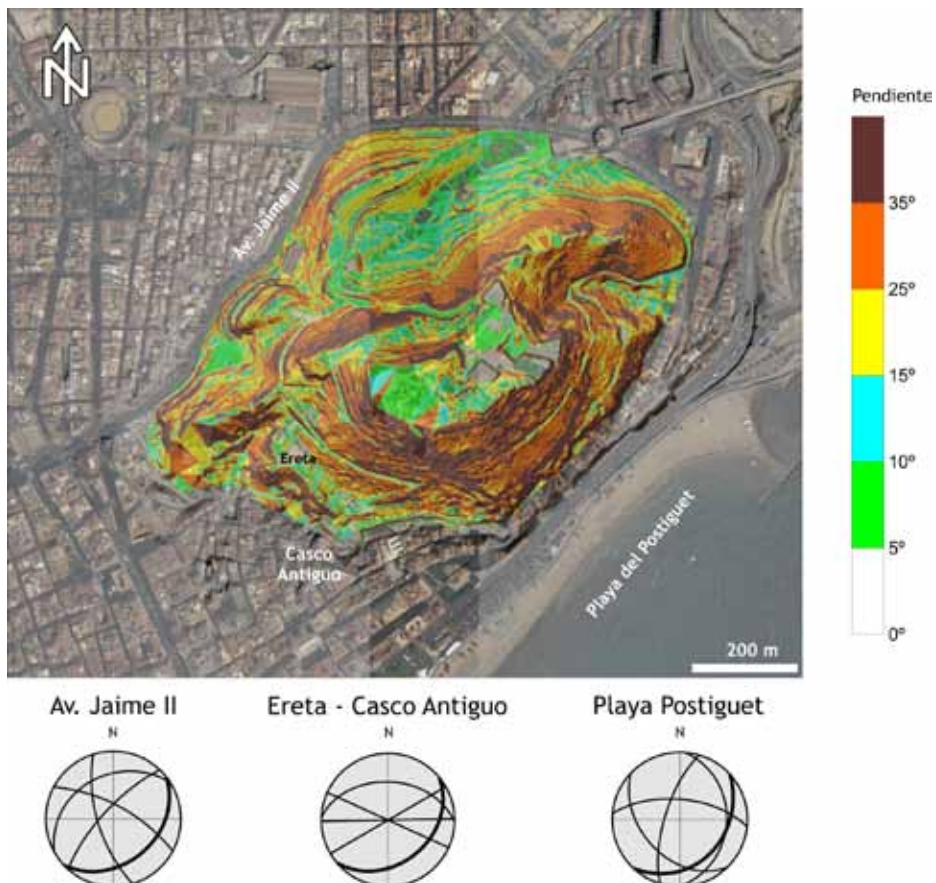 N
Pendiente
35º
25º
15º
10º
5º
0º
Av. Jaime II
Ereta
Casco
Antiguo
Playa del Postiguet
200 m
Av. Jaime II
Ereta - Casco Antiguo
Playa Postiguet
N
N
N